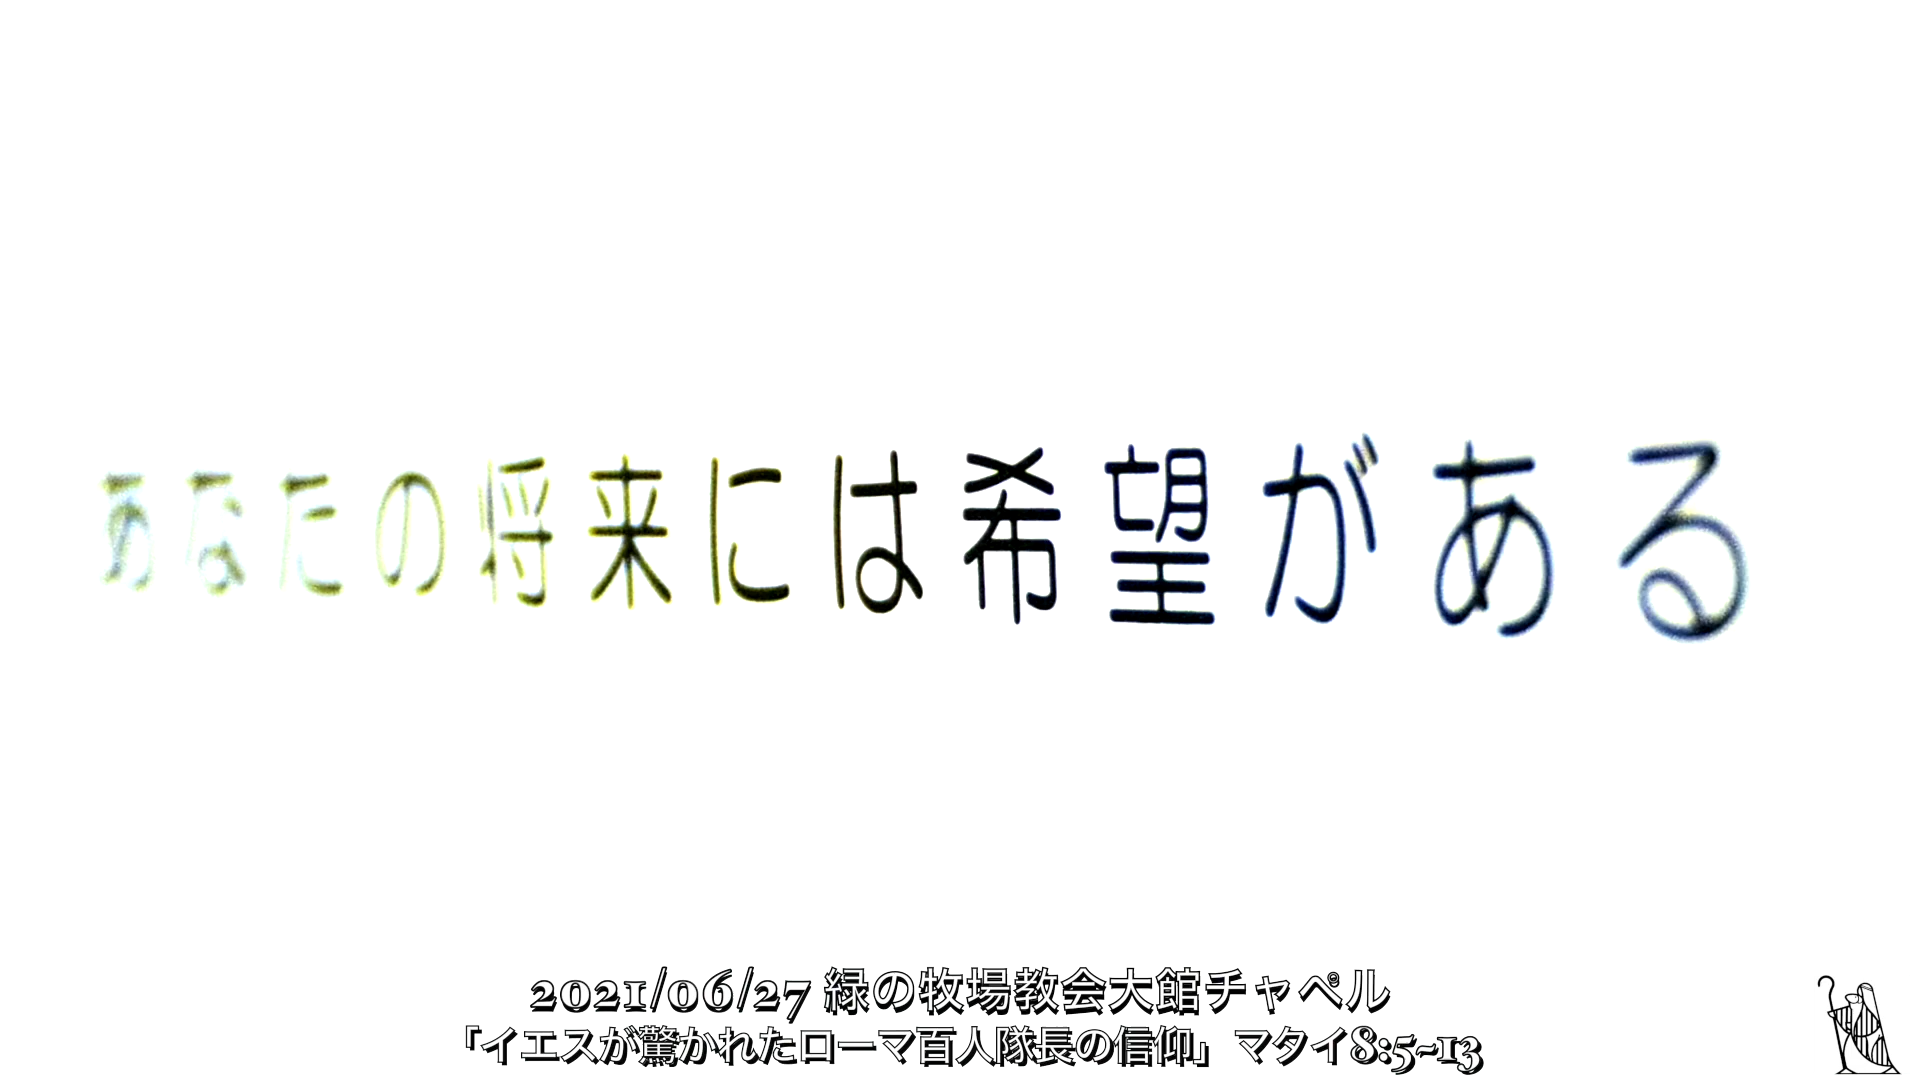 あなたの将来には希望がある
2021/06/27 緑の牧場教会大館チャペル
「イエスが驚かれたローマ百人隊長の信仰」 マタイ8:5~13